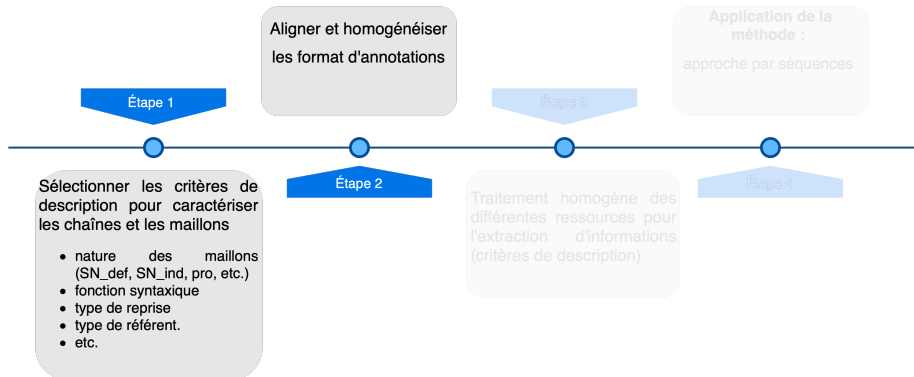 Aligner et homogénéiser
les format d'annotations
Application de la
méthode :
approche par séquences
Étape 1
Étape 3
Étape 2
Étape 4
Sélectionner les critères de
description pour caractériser
les chaînes et les maillons
• nature des maillons
(SN_def, SN_ind, pro, etc.)
• fonction syntaxique
• type de reprise
• type de référent.
• etc.
Traitement homogène des
différentes ressources pour
l'extraction d'informations
(critères de description)